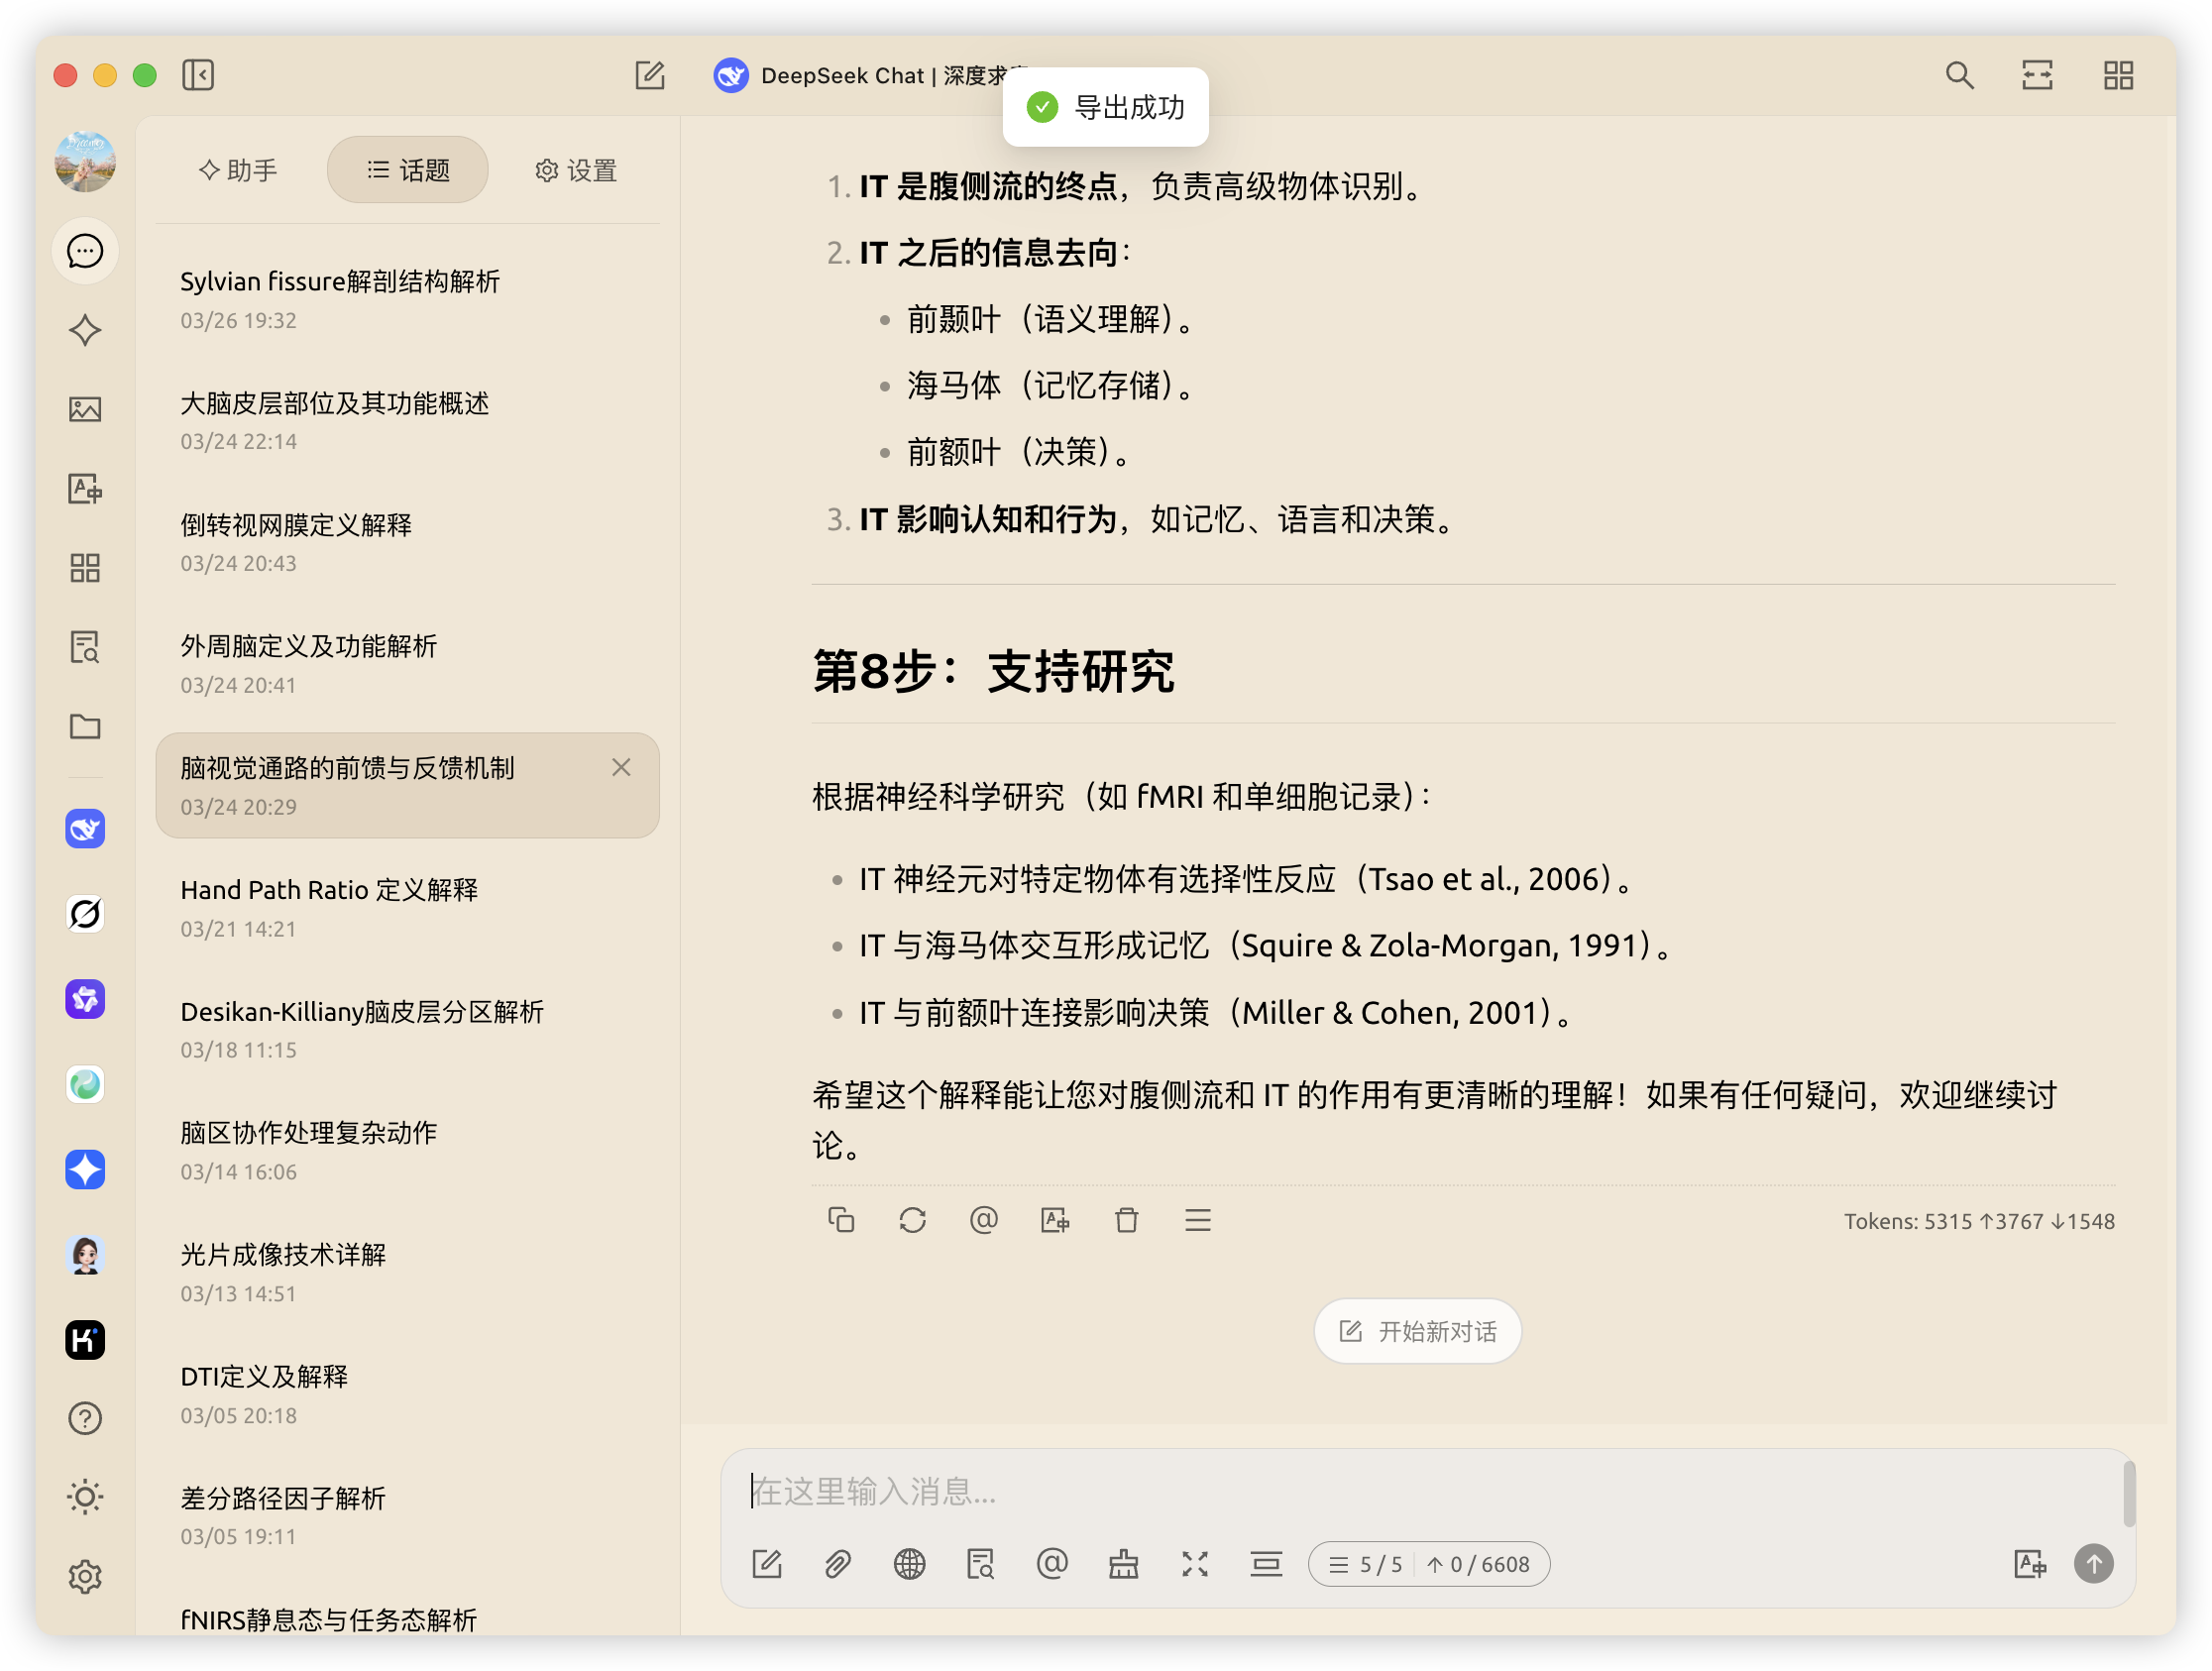 DeepSeek Chat | 深度求
导出成功
助手
话题
设置
Sylvian fissure解剖结构解析
03/26 19:32
大脑皮层部位及其功能概述
03/24 22:14
倒转视网膜定义解释
03/24 20:43
外周脑定义及功能解析
03/24 20:41
脑视觉通路的前馈与反馈机制
03/24 20:29
Hand Path Ratio 定义解释
03/21 14:21
Desikan-Killiany脑皮层分区解析
03/18 11:15
脑区协作处理复杂动作
03/14 16:06
光片成像技术详解
03/13 14:51
DTI定义及解释
03/05 20:18
差分路径因子解析
03/05 19:11
fNIRS静息态与任务态解析
1. IT 是腹侧流的终点，负责高级物体识别。
2. IT 之后的信息去向：
• 前颞叶（语义理解）。
• 海马体（记忆存储）。
• 前额叶（决策）。
3. IT 影响认知和行为，如记忆、语言和决策。
第8步：支持研究
根据神经科学研究（如 fMRI 和单细胞记录）：
• IT 神经元对特定物体有选择性反应（Tsao et al., 2006）。
• IT 与海马体交互形成记忆（Squire & Zola-Morgan, 1991）。
• IT 与前额叶连接影响决策（Miller & Cohen, 2001）。
希望这个解释能让您对腹侧流和 IT 的作用有更清晰的理解！如果有任何疑问，欢迎继续讨
论。
Tokens: 5315 ↑3767 ↓1548
开始新对话
在这里输入消息...
5 / 5 ↑ 0 / 6608